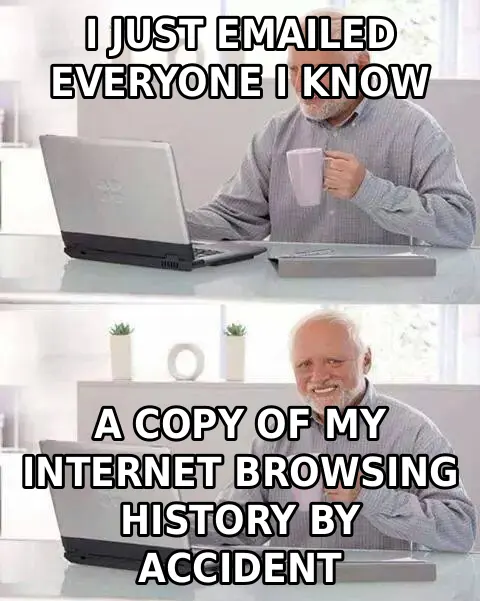 I JUST EMAILED
EVERYONE I KNOW
A COPY OF MY
INTERNET BROWSING
HISTORY BY
ACCIDENT